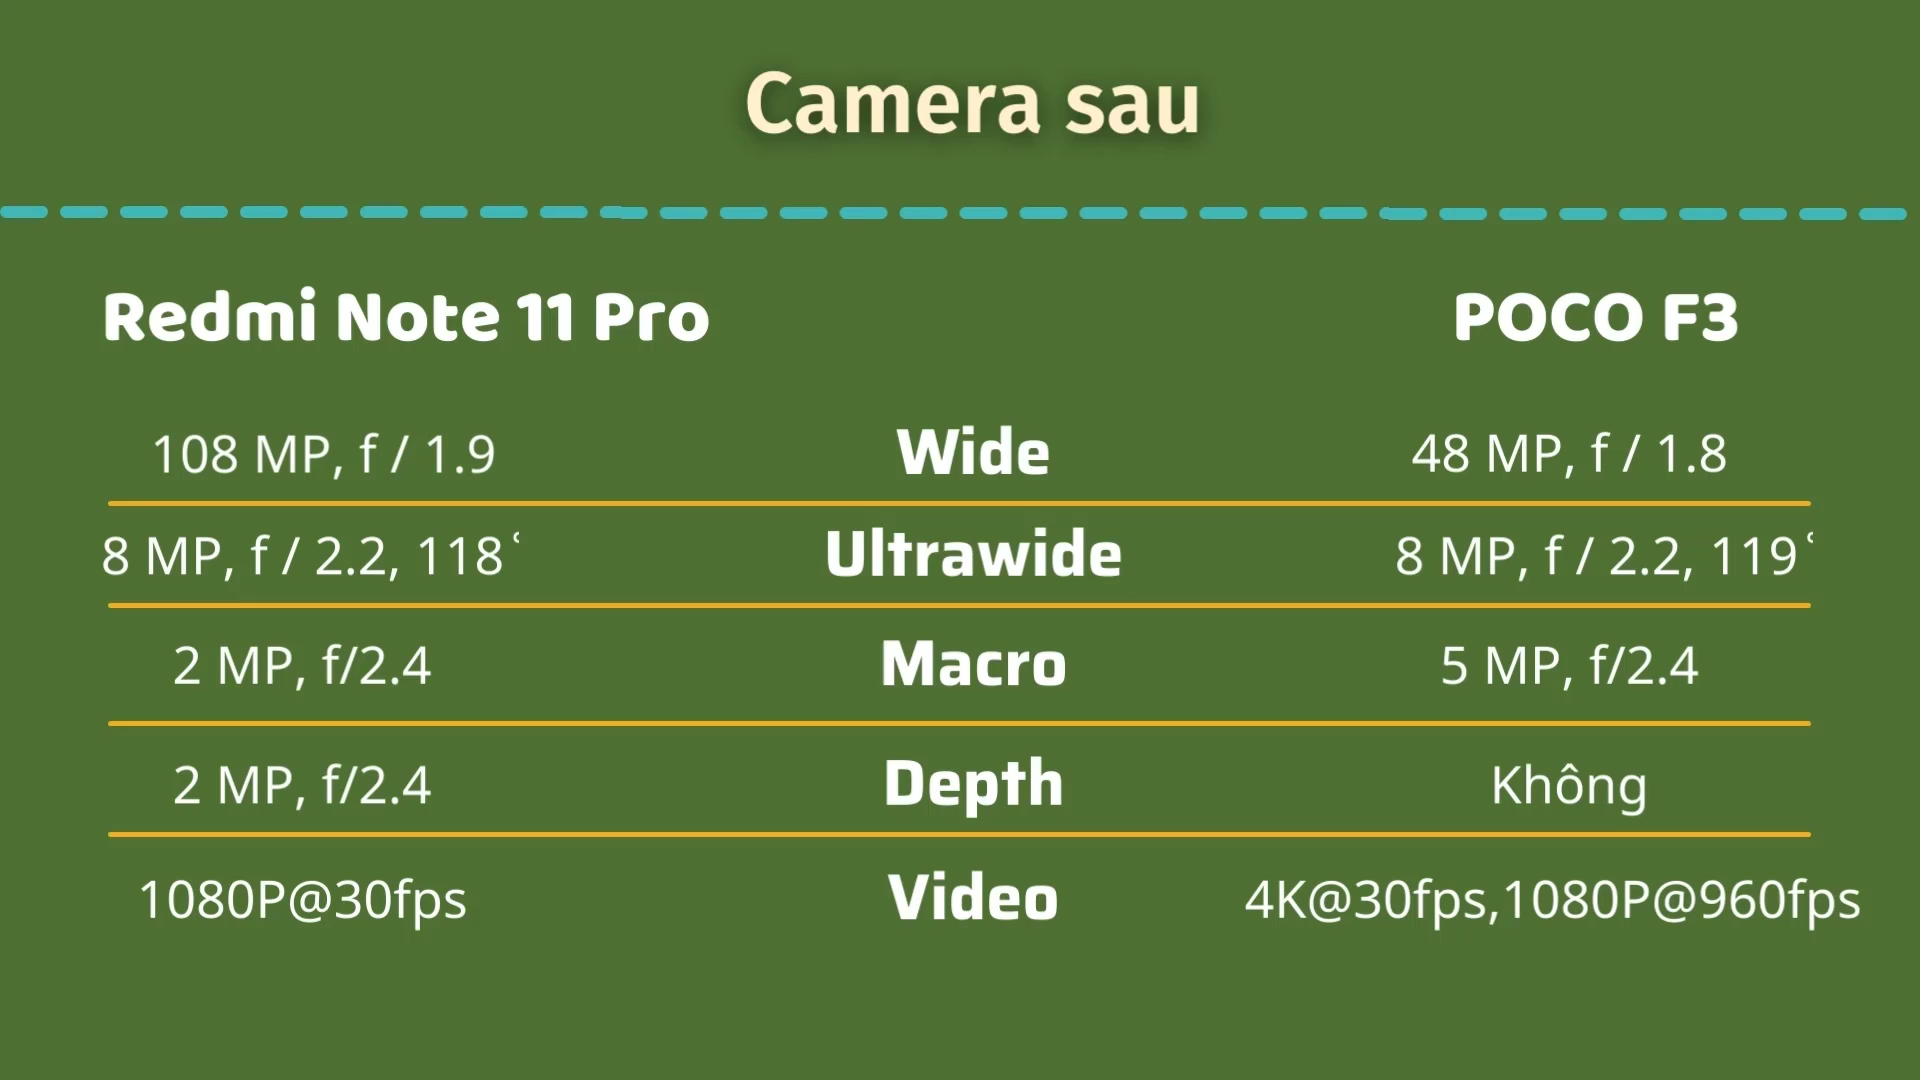 Camera sau
Redmi Note 11 Pro POCO F3
108 MP, f / 1.9 Wide 48 MP, f / 1.8
8 MP, f / 2.2, 118° Ultrawide 8 MP, f / 2.2, 119°
2 MP, f/2.4 Macro 5 MP, f/2.4
2 MP, f/2.4 Depth Không
1080P@30fps Video 4K@30fps,1080P@960fps